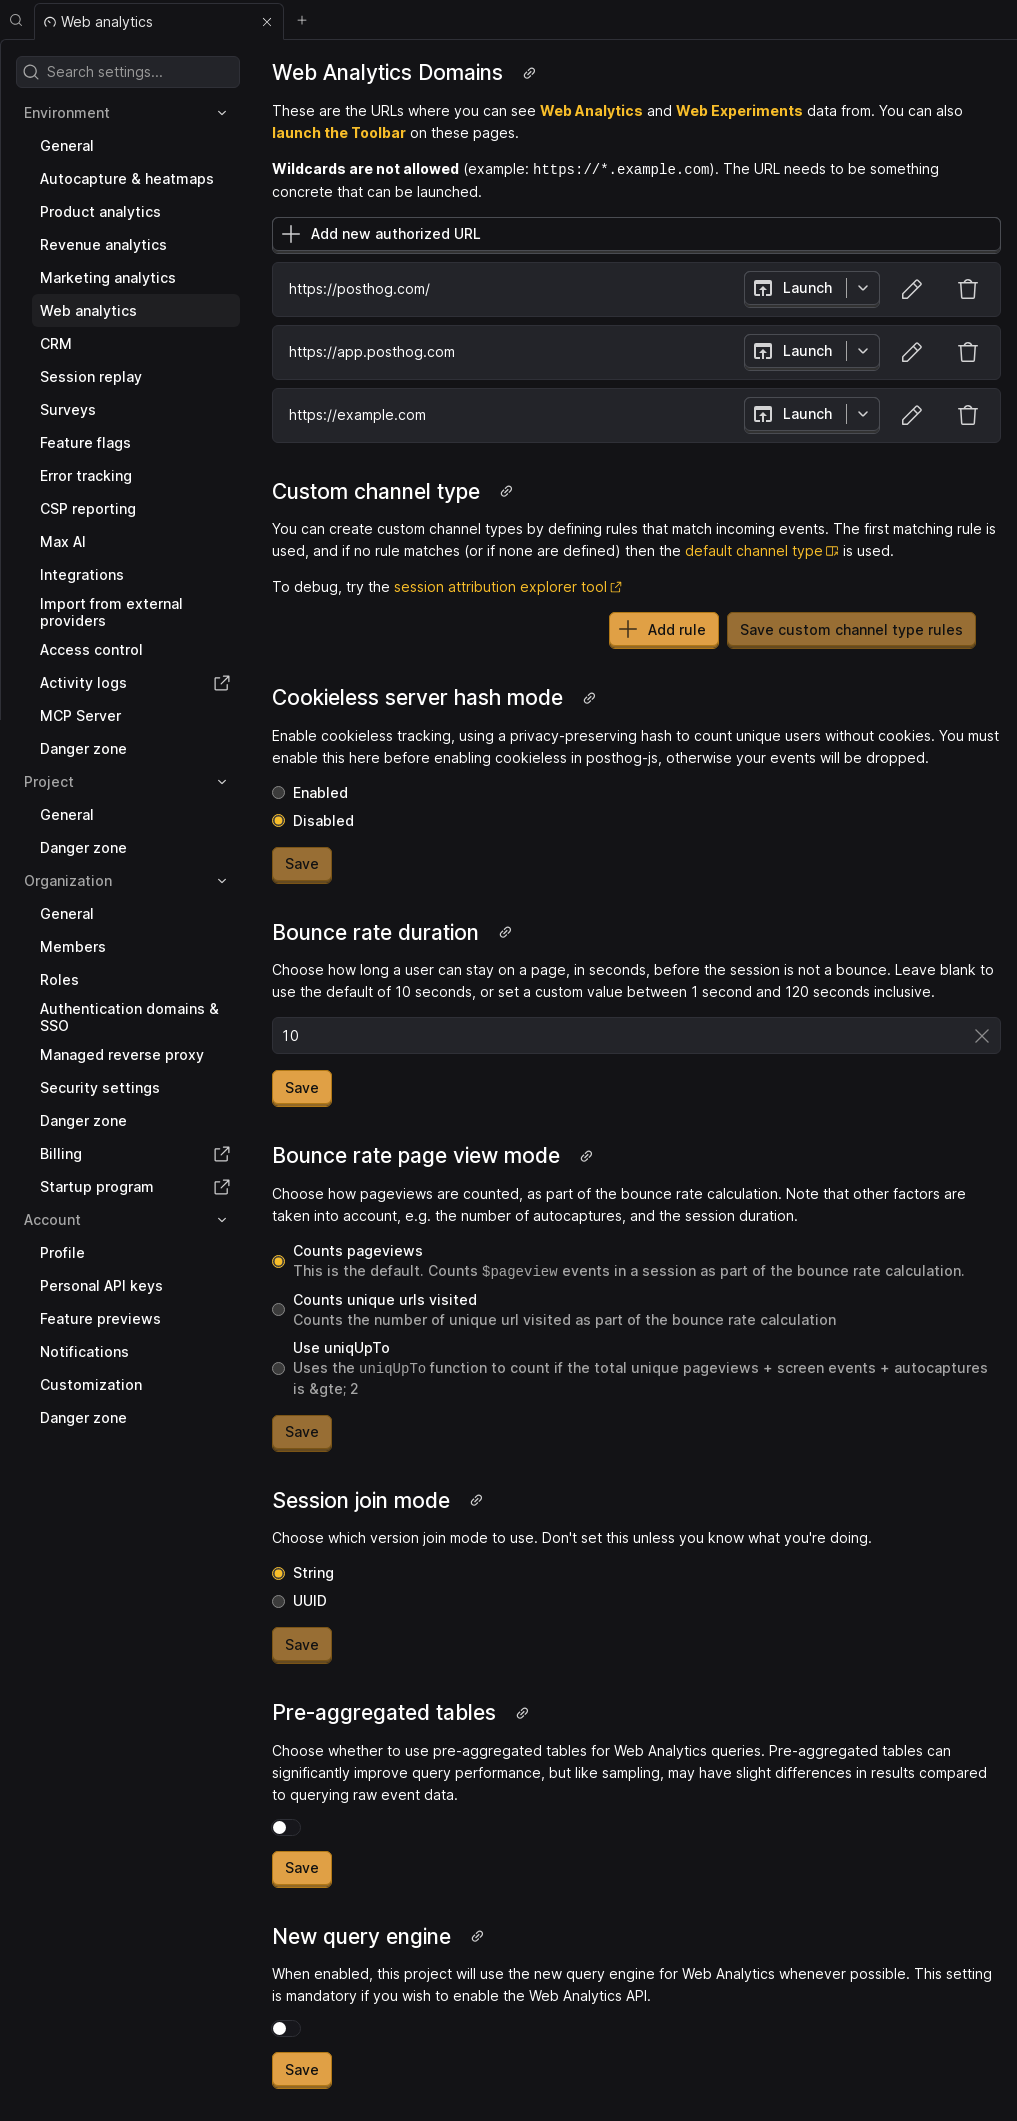 Web analytics
Search settings...
Environment
General
Autocapture & heatmaps
Product analytics
Revenue analytics
Marketing analytics
Web analytics
CRM
Session replay
Surveys
Feature flags
Error tracking
CSP reporting
Max AI
Integrations
Import from external
providers
Access control
Activity logs
MCP Server
Danger zone
Project
General
Danger zone
Organization
General
Members
Roles
Authentication domains &
SSO
Managed reverse proxy
Security settings
Danger zone
Billing
Startup program
Account
Profile
Personal API keys
Feature previews
Notifications
Customization
Danger zone
Web Analytics Domains
These are the URLs where you can see Web Analytics and Web Experiments data from. You can also
launch the Toolbar on these pages.
Wildcards are not allowed (example: https://*.example.com). The URL needs to be something
concrete that can be launched.
Add new authorized URL
https://posthog.com/ Launch
https://app.posthog.com Launch
https://example.com Launch
Custom channel type
You can create custom channel types by defining rules that match incoming events. The first matching rule is
used, and if no rule matches (or if none are defined) then the default channel type is used.
To debug, try the session attribution explorer tool
Add rule Save custom channel type rules
Cookieless server hash mode
Enable cookieless tracking, using a privacy-preserving hash to count unique users without cookies. You must
enable this here before enabling cookieless in posthog-js, otherwise your events will be dropped.
Enabled
Disabled
Save
Bounce rate duration
Choose how long a user can stay on a page, in seconds, before the session is not a bounce. Leave blank to
use the default of 10 seconds, or set a custom value between 1 second and 120 seconds inclusive.
10
Save
Bounce rate page view mode
Choose how pageviews are counted, as part of the bounce rate calculation. Note that other factors are
taken into account, e.g. the number of autocaptures, and the session duration.
Counts pageviews
This is the default. Counts $pageview events in a session as part of the bounce rate calculation.
Counts unique urls visited
Counts the number of unique url visited as part of the bounce rate calculation
Use uniqUpTo
Uses the uniqUpTo function to count if the total unique pageviews + screen events + autocaptures
is &gte; 2
Save
Session join mode
Choose which version join mode to use. Don't set this unless you know what you're doing.
String
UUID
Save
Pre-aggregated tables
Choose whether to use pre-aggregated tables for Web Analytics queries. Pre-aggregated tables can
significantly improve query performance, but like sampling, may have slight differences in results compared
to querying raw event data.
Save
New query engine
When enabled, this project will use the new query engine for Web Analytics whenever possible. This setting
is mandatory if you wish to enable the Web Analytics API.
Save